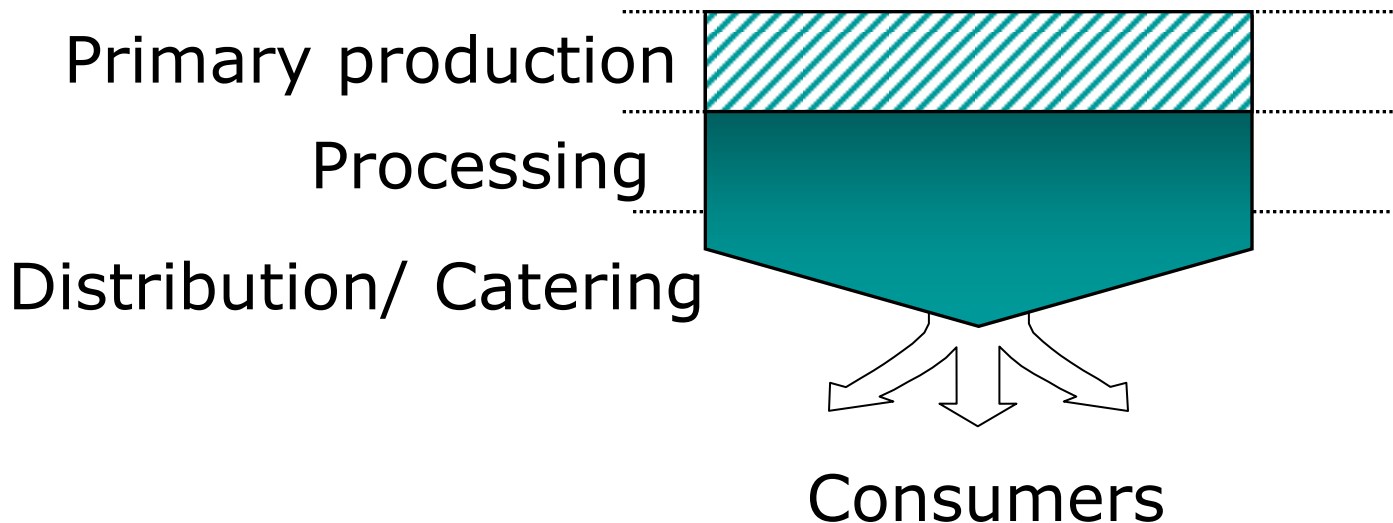 Primary production
Processing
Distribution/ Catering
Consumers